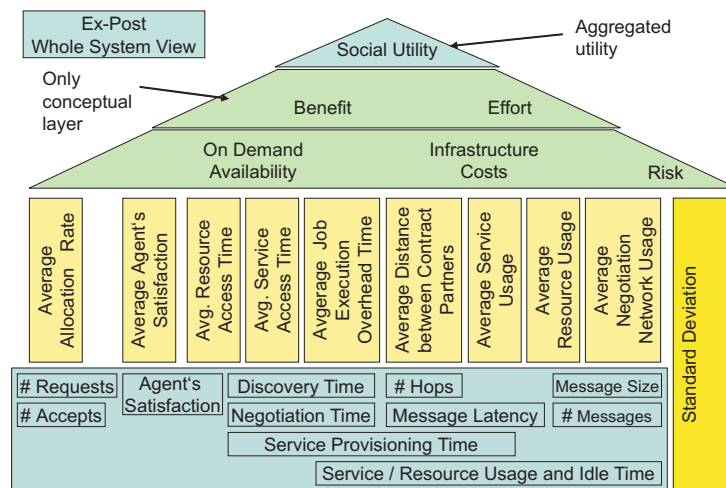 Ex-Post
Whole System View
Social Utility
Aggregated
utility
Only
conceptual
layer
Benefit
Effort
On Demand
Availability
Infrastructure
Costs
Risk
Average
Allocation Rate
Average Agent's
Satisfaction
Avg. Resource
Access Time
Avg. Service
Access Time
Avgerage Job
Execution
Overhead Time
Average Distance
between Contract
Partners
Average Service
Usage
Average
Resource Usage
Average
Negotiation
Network Usage
Standard Deviation
# Requests
# Accepts
Agent's
Satisfaction
Discovery Time
Negotiation Time
# Hops
Message Latency
Message Size
# Messages
Service Provisioning Time
Service / Resource Usage and Idle Time